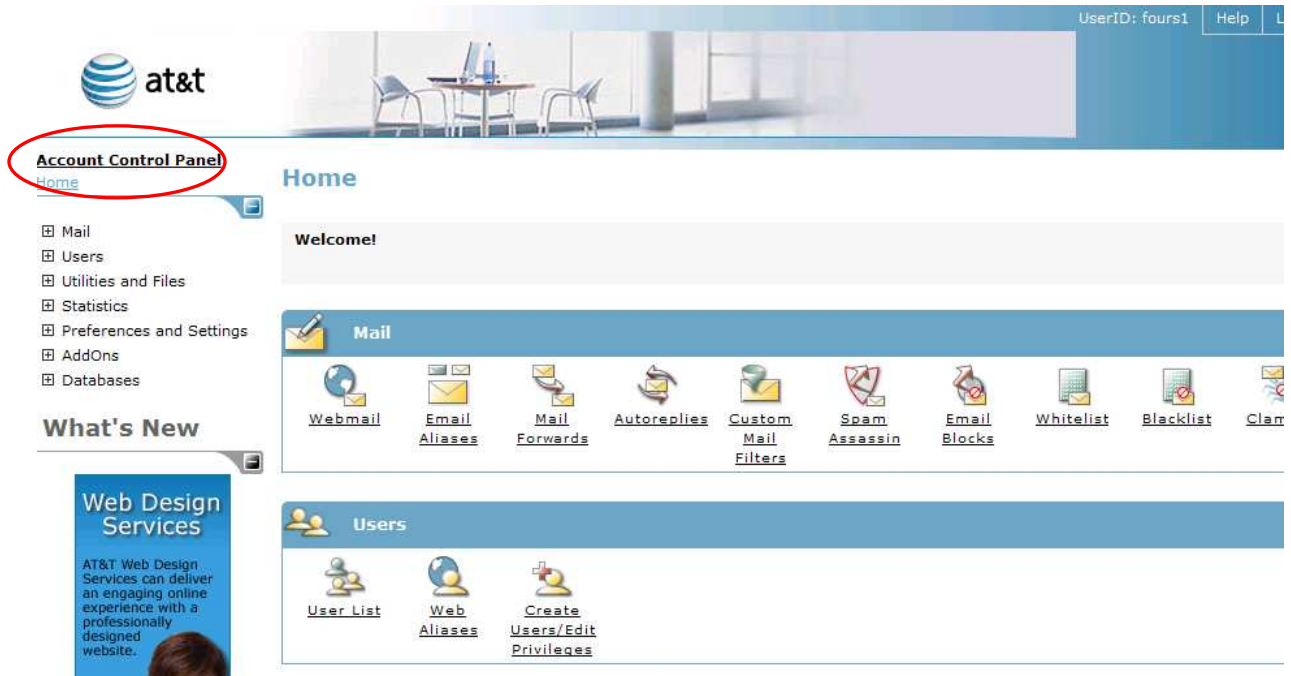 UserID: fours1 Help L
at&t
Account Control Panel
Home
Mail
Users
Utilities and Files
Statistics
Preferences and Settings
AddOns
Databases
What's New
Web Design
Services
AT&T Web Design
Services can deliver
an engaging online
experience with a
professionally
designed
website.
Home
Welcome!
Mail
Webmail
Email
Aliases
Mail
Forwards
Autoreplies
Custom
Mail
Filters
Spam
Assassin
Email
Blocks
Whitelist
Blacklist
Clam
Users
User List
Web
Aliases
Create
Users/Edit
Privileges